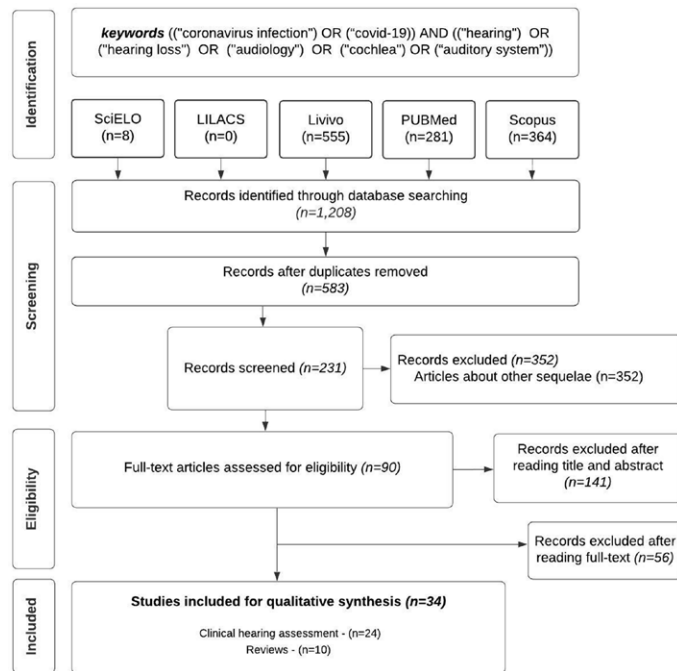 Identification
keywords (("coronavirus infection") OR ("covid-19)) AND (("hearing") OR
("hearing loss") OR ("audiology") OR ("cochlea") OR ("auditory system"))
SciELO
(n=8)
LILACS
(n=0)
Livivo
(n=555)
PUBMed
(n=281)
Scopus
(n=364)
Screening
Records identified through database searching
(n=1,208)
Records after duplicates removed
(n=583)
Records screened (n=231)
Records excluded (n=352)
Articles about other sequelae (n=352)
Eligibility
Full-text articles assessed for eligibility (n=90)
Records excluded after
reading title and abstract
(n=141)
Records excluded after
reading full-text (n=56)
Included
Studies included for qualitative synthesis (n=34)
Clinical hearing assessment - (n=24)
Reviews - (n=10)